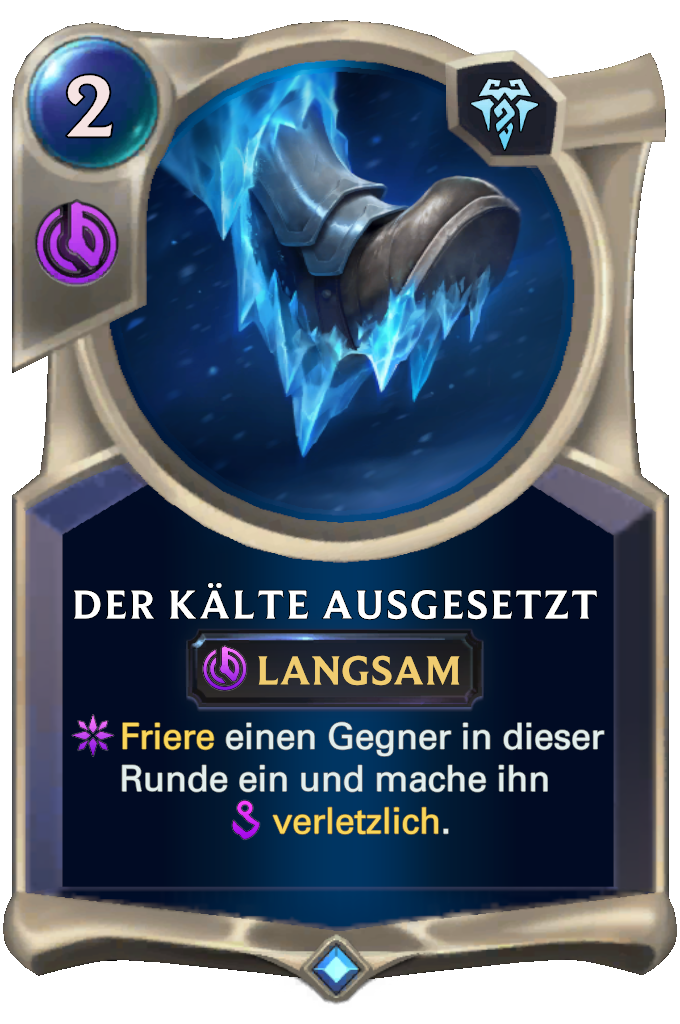 2
DER KÄLTE AUSGESETZT
LANGSAM
Friere einen Gegner in dieser
Runde ein und mache ihn
verletzlich.